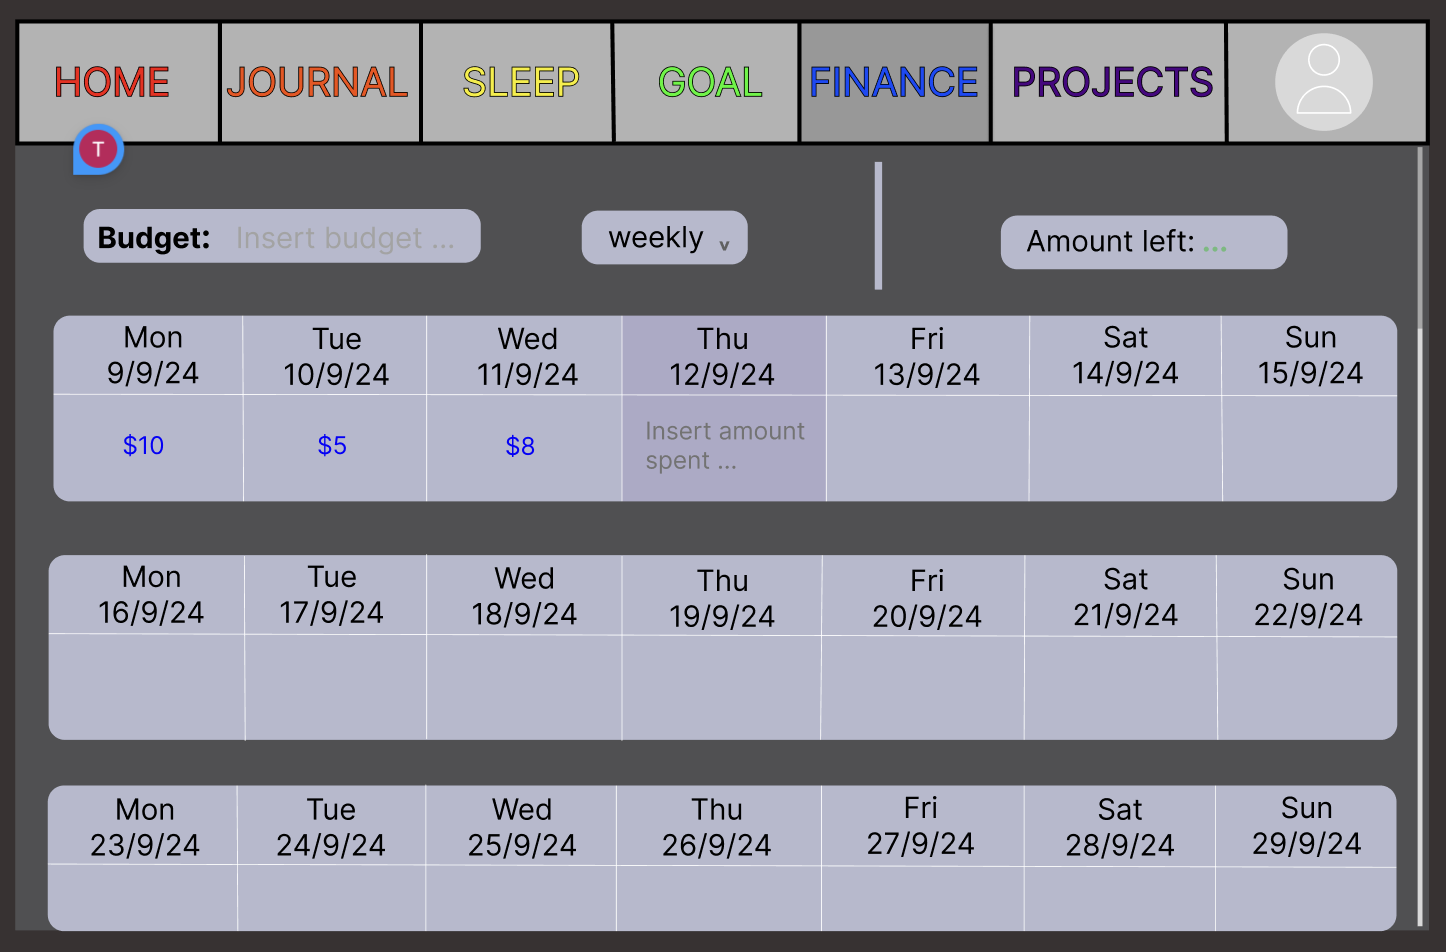 HOME JOURNAL SLEEP GOAL FINANCE PROJECTS
T
Budget: Insert budget ... weekly v Amount left: ...
Mon Tue Wed Thu Fri Sat Sun
9/9/24 10/9/24 11/9/24 12/9/24 13/9/24 14/9/24 15/9/24
$10 $5 $8 Insert amount
spent ...
Mon Tue Wed Thu Fri Sat Sun
16/9/24 17/9/24 18/9/24 19/9/24 20/9/24 21/9/24 22/9/24
Mon Tue Wed Thu Fri Sat Sun
23/9/24 24/9/24 25/9/24 26/9/24 27/9/24 28/9/24 29/9/24